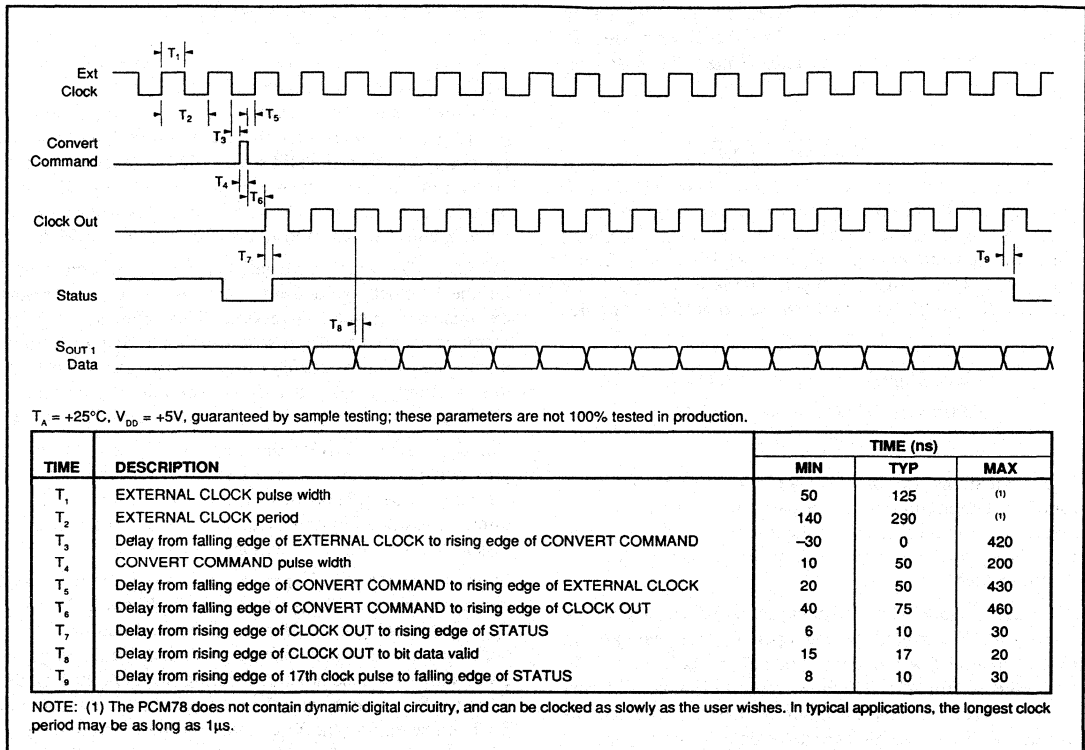 T1
Ext
Clock
T2
T5
T3
Convert
Command
T4
T6
Clock Out
T7
T9
Status
T8
SOUT 1
Data
TA = +25°C, VDD = +5V, guaranteed by sample testing; these parameters are not 100% tested in production.
TIME (ns)
TIME DESCRIPTION MIN TYP MAX
T1 EXTERNAL CLOCK pulse width 50 125 (1)
T2 EXTERNAL CLOCK period 140 290 (1)
T3 Delay from falling edge of EXTERNAL CLOCK to rising edge of CONVERT COMMAND –30 0 420
T4 CONVERT COMMAND pulse width 10 50 200
T5 Delay from falling edge of CONVERT COMMAND to rising edge of EXTERNAL CLOCK 20 50 430
T6 Delay from falling edge of CONVERT COMMAND to rising edge of CLOCK OUT 40 75 460
T7 Delay from rising edge of CLOCK OUT to rising edge of STATUS 6 10 30
T8 Delay from rising edge of CLOCK OUT to bit data valid 15 17 20
T9 Delay from rising edge of 17th clock pulse to falling edge of STATUS 8 10 30
NOTE: (1) The PCM78 does not contain dynamic digital circuitry, and can be clocked as slowly as the user wishes. In typical applications, the longest clock
period may be as long as 1µs.